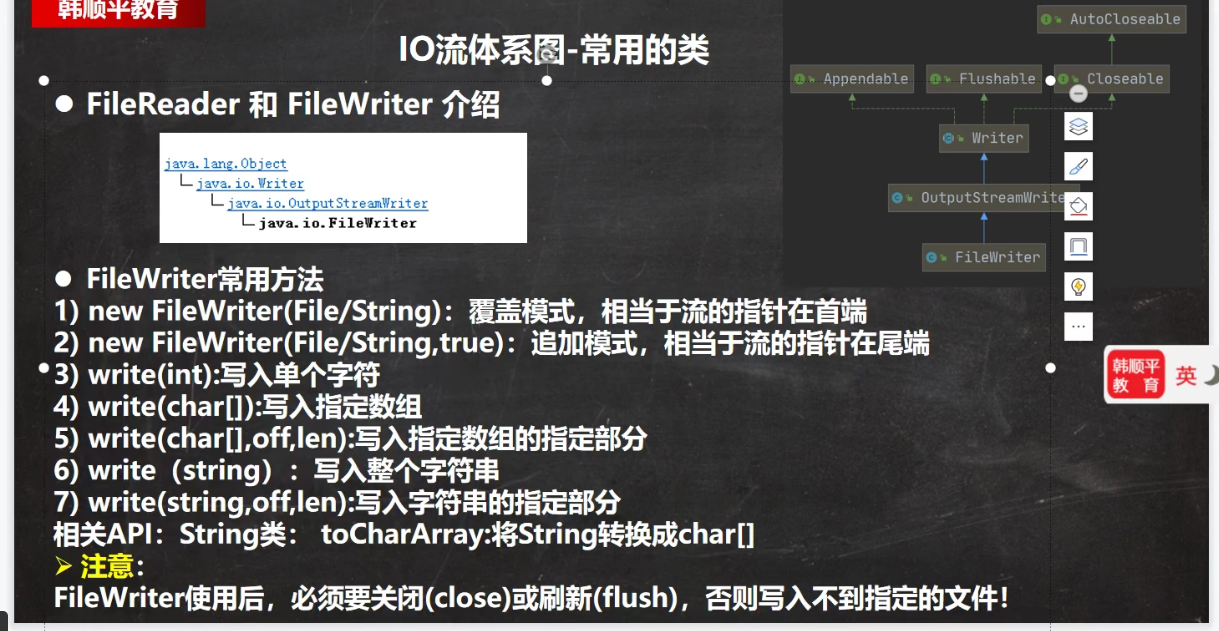 韩顺平教育
IO流体系图-常用的类
AutoCloseable
Appendable
Flushable
Closeable
Writer
OutputStreamWrite
FileWriter
● FileReader 和 FileWriter 介绍
java.lang.Object
java.io.Writer
java.io.OutputStreamWriter
java.io.FileWriter
● FileWriter常用方法
1) new FileWriter(File/String)：覆盖模式，相当于流的指针在首端
2) new FileWriter(File/String,true)：追加模式，相当于流的指针在尾端
3) write(int):写入单个字符
4) write(char[]):写入指定数组
5) write(char[],off,len):写入指定数组的指定部分
6) write（string）：写入整个字符串
7) write(string,off,len):写入字符串的指定部分
相关API：String类： toCharArray:将String转换成char[]
➢ 注意：
FileWriter使用后，必须要关闭(close)或刷新(flush)，否则写入不到指定的文件！
韩顺平
教 育
英